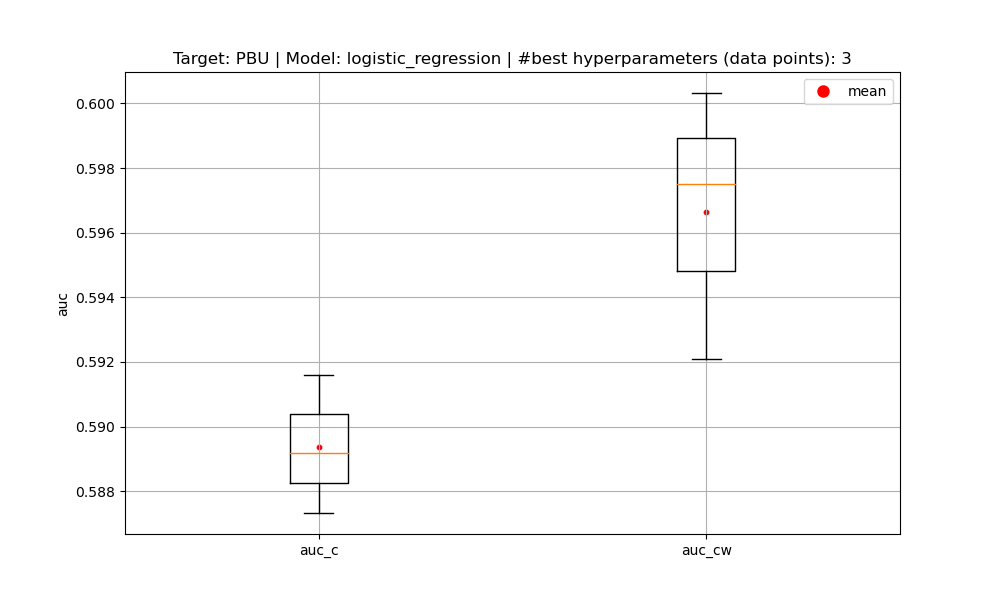 Target: PBU | Model: logistic_regression | #best hyperparameters (data points): 3
mean
0.600
0.598
0.596
0.594
0.592
0.590
0.588
auc
auc_c
auc_cw